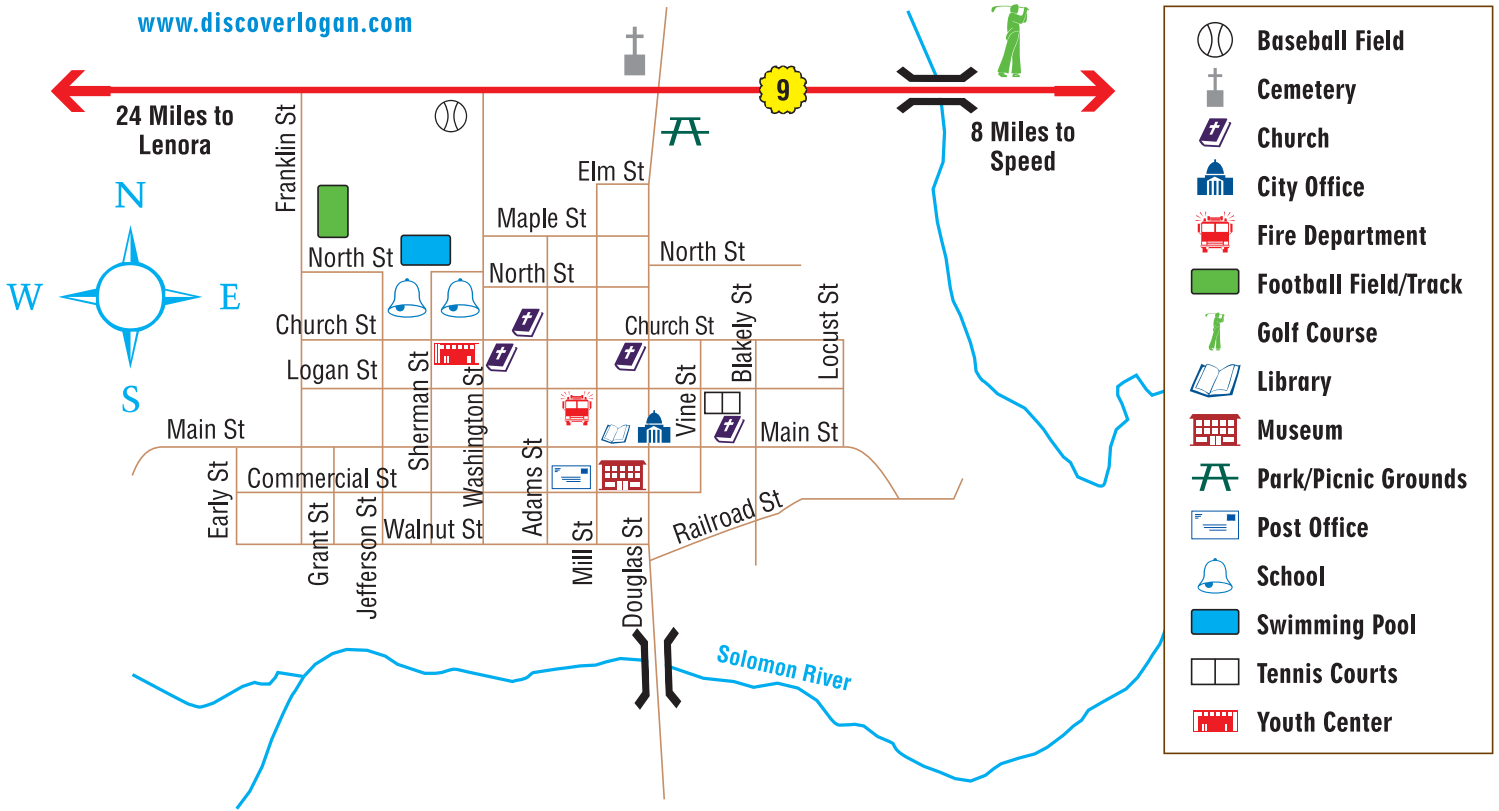 www.discoverlogan.com
9
24 Miles to
Lenora
8 Miles to
Speed
Franklin St
Elm St
Maple St
North St
North St
North St
N
W
E
S
Church St
Church St
Logan St
Sherman St
Washington St
Vine St
Blakely St
Locust St
Main St
Main St
Early St
Commercial St
Grant St
Jefferson St
Walnut St
Adams St
Mill St
Douglas St
Railroad St
Solomon River
Baseball Field
Cemetery
Church
City Office
Fire Department
Football Field/Track
Golf Course
Library
Museum
Park/Picnic Grounds
Post Office
School
Swimming Pool
Tennis Courts
Youth Center